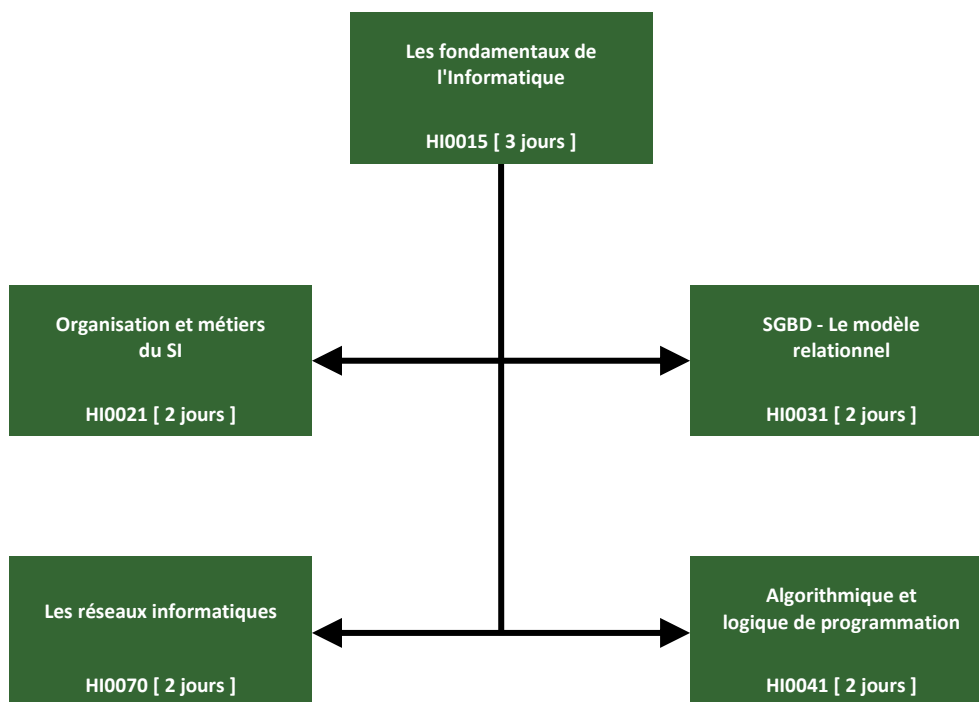 Les fondamentaux de
l'Informatique
HI0015 [ 3 jours ]
Organisation et métiers
du SI
HI0021 [ 2 jours ]
SGBD - Le modèle
relationnel
HI0031 [ 2 jours ]
Les réseaux informatiques
HI0070 [ 2 jours ]
Algorithmique et
logique de programmation
HI0041 [ 2 jours ]